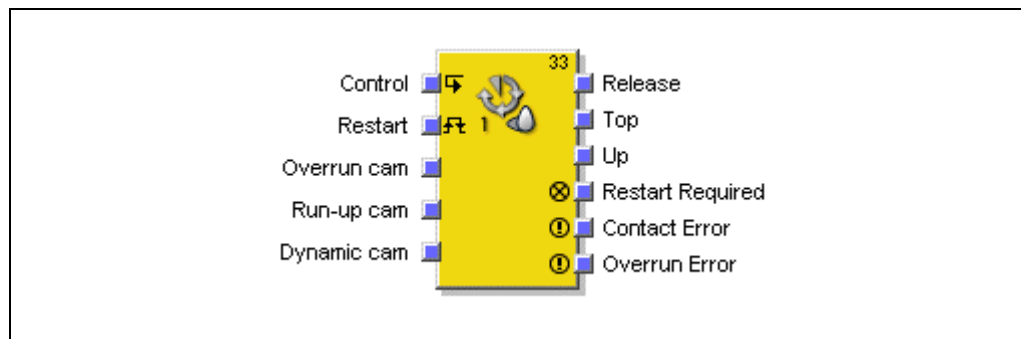 33
Control
Release
Restart
1
Top
Overrun cam
Up
Run-up cam
Restart Required
Dynamic cam
Contact Error
Overrun Error